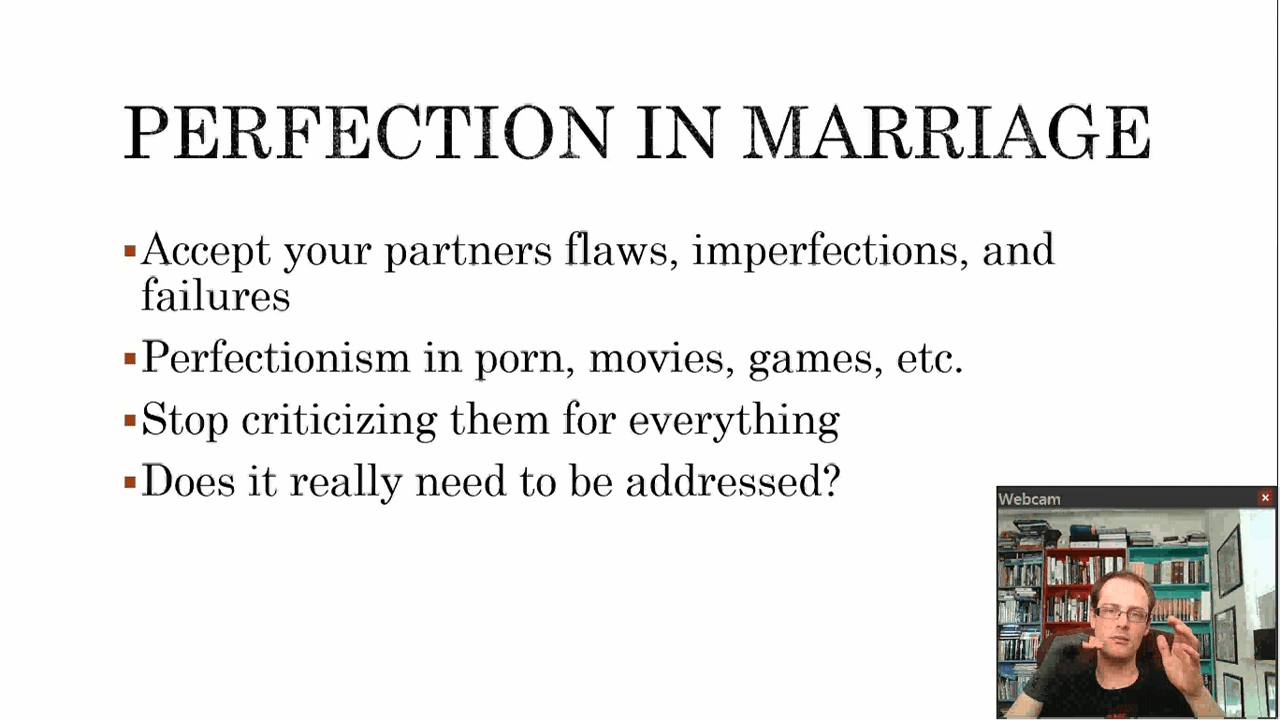 PERFECTION IN MARRIAGE
▪Accept your partners flaws, imperfections, and
failures
▪Perfectionism in porn, movies, games, etc.
▪Stop criticizing them for everything
▪Does it really need to be addressed?
Webcam